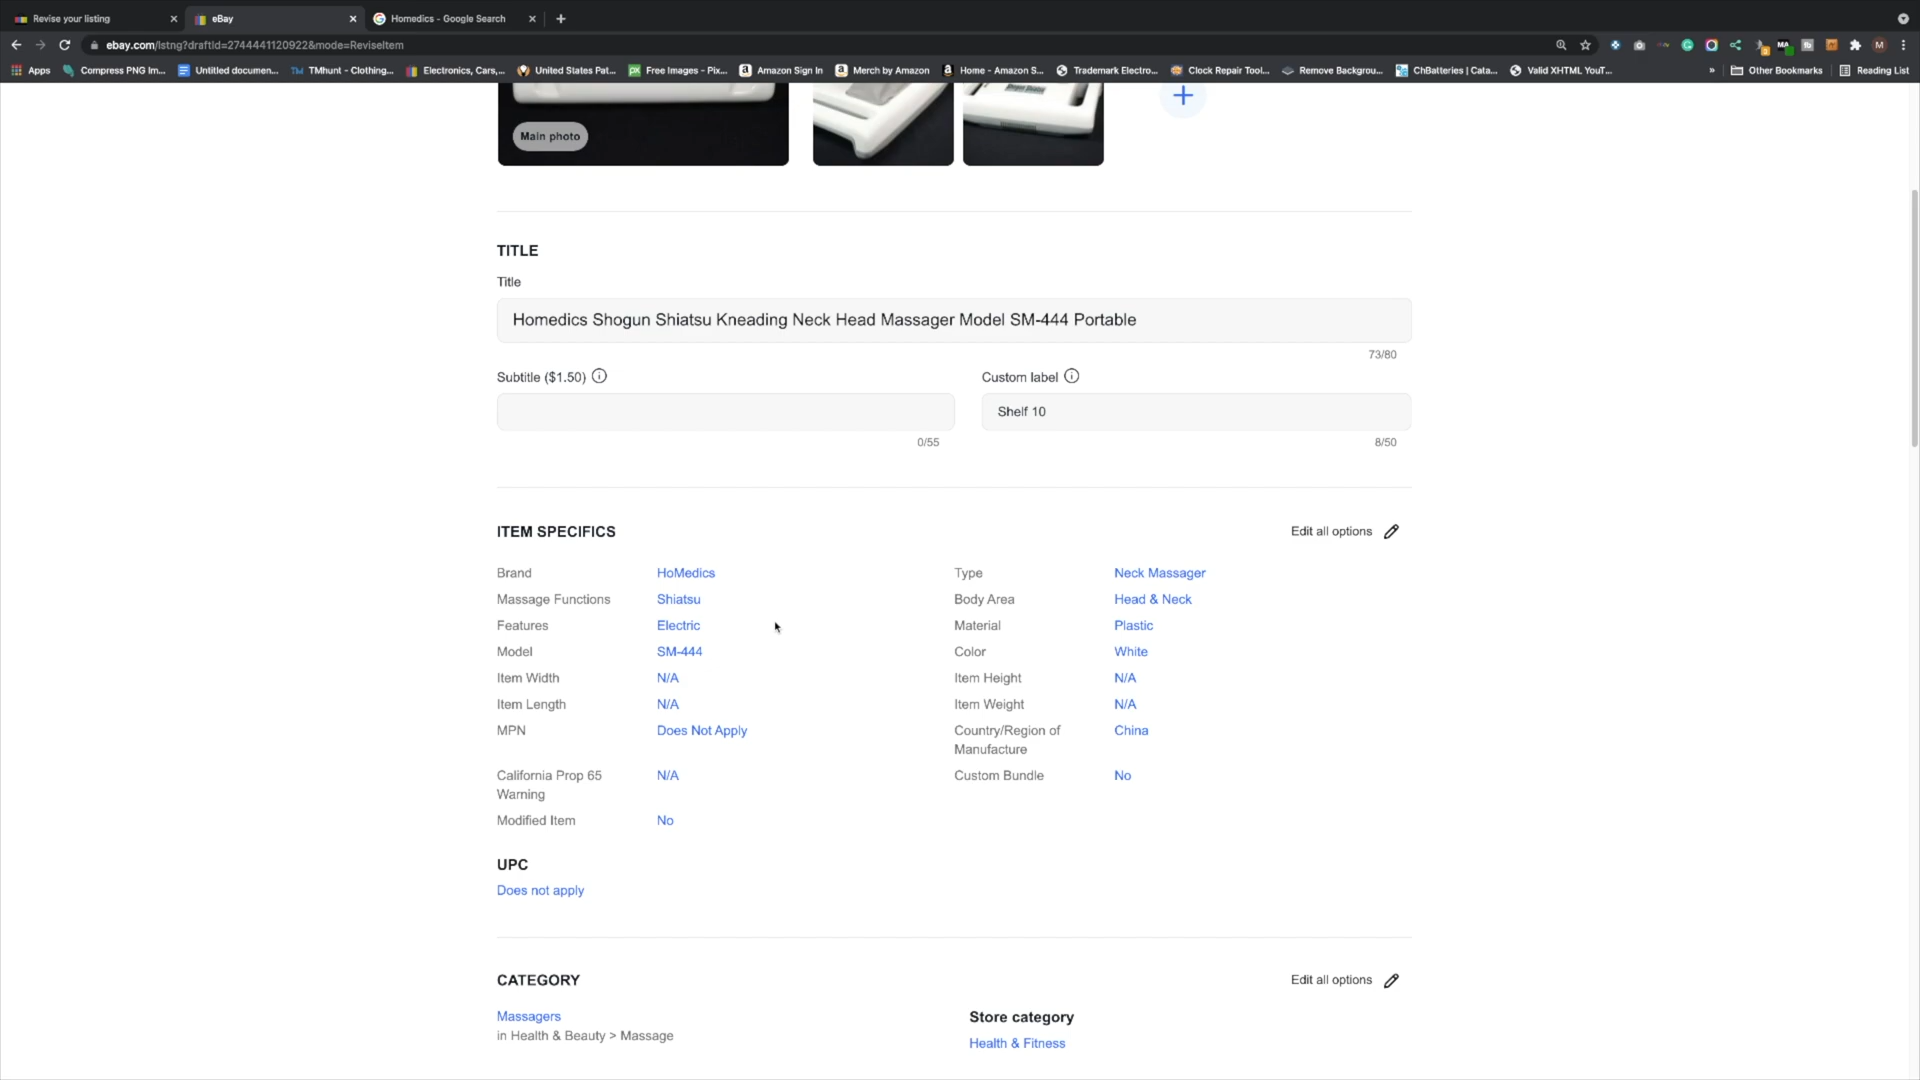 Revise your listing
eBay
Homedics - Google Search
ebay.com/lstng?draftId=2744441120922&mode=ReviseItem
Apps
Compress PNG Im...
Untitled documen...
TM TMhunt - Clothing...
Electronics, Cars,...
United States Pat...
px Free Images - Pix...
Amazon Sign In
Merch by Amazon
Home - Amazon S...
Trademark Electro...
Clock Repair Tool...
Remove Backgrou...
ChBatteries | Cata...
Valid XHTML YouT...
»
Other Bookmarks
Reading List
Main photo
TITLE
Title
Homedics Shogun Shiatsu Kneading Neck Head Massager Model SM-444 Portable
73/80
Subtitle ($1.50)
Custom label
Shelf 10
0/55
8/50
ITEM SPECIFICS
Edit all options
Brand HoMedics Type Neck Massager
Massage Functions Shiatsu Body Area Head & Neck
Features Electric Material Plastic
Model SM-444 Color White
Item Width N/A Item Height N/A
Item Length N/A Item Weight N/A
MPN Does Not Apply Country/Region of China
Manufacture
California Prop 65 N/A Custom Bundle No
Warning
Modified Item No
UPC
Does not apply
CATEGORY
Edit all options
Massagers
in Health & Beauty > Massage
Store category
Health & Fitness